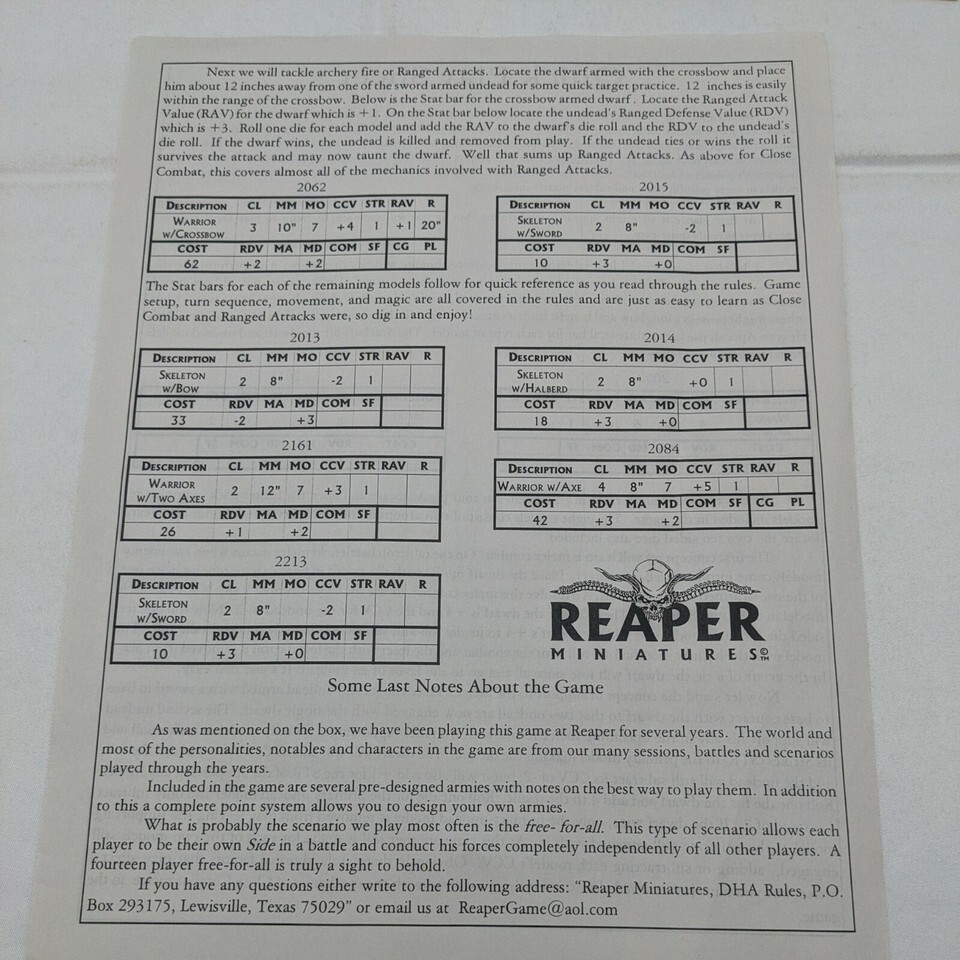 Next we will tackle archery fire or Ranged Attacks. Locate the dwarf armed with the crossbow and place
him about 12 inches away from one of the sword armed undead for some quick target practice. 12 inches is easily
within the range of the crossbow. Below is the Stat bar for the crossbow armed dwarf. Locate the Ranged Attack
Value (RAV) for the dwarf which is +1. On the Stat bar below locate the undead's Ranged Defense Value (RDV)
which is +3. Roll one die for each model and add the RAV to the dwarf's die roll and the RDV to the undead's
die roll. If the dwarf wins, the undead is killed and removed from play. If the undead ties or wins the roll it
survives the attack and may now taunt the dwarf. Well that sums up Ranged Attacks. As above for Close
Combat, this covers almost all of the mechanics involved with Ranged Attacks.
2062
DESCRIPTION CL MM MO CCV STR RAV R
WARRIOR
W/CROSSBOW 3 10" 7 +4 1 +1 20"
COST RDV MA MD COM SF CG PL
62 +2 +2
2015
DESCRIPTION CL MM MO CCV STR RAV R
SKELETON
W/SWORD 2 8" -2 1
COST RDV MA MD COM SF
10 +3 +0
The Stat bars for each of the remaining models follow for quick reference as you read through the rules. Game
setup, turn sequence, movement, and magic are all covered in the rules and are just as easy to learn as Close
Combat and Ranged Attacks were, so dig in and enjoy!
2013
DESCRIPTION CL MM MO CCV STR RAV R
SKELETON
W/BOW 2 8" -2 1
COST RDV MA MD COM SF
33 -2 +3
2014
DESCRIPTION CL MM MO CCV STR RAV R
SKELETON
W/HALBERD 2 8" +0 1
COST RDV MA MD COM SF
18 +3 +0
2161
DESCRIPTION CL MM MO CCV STR RAV R
WARRIOR
W/TWO AXES 2 12" 7 +3 1
COST RDV MA MD COM SF
26 +1 +2
2084
DESCRIPTION CL MM MO CCV STR RAV R
WARRIOR W/AXE 4 8" 7 +5 1
COST RDV MA MD COM SF CG PL
42 +3 +2
2213
DESCRIPTION CL MM MO CCV STR RAV R
SKELETON
W/SWORD 2 8" -2 1
COST RDV MA MD COM SF
10 +3 +0
REAPER
MINIATURES©™
Some Last Notes About the Game
As was mentioned on the box, we have been playing this game at Reaper for several years. The world and
most of the personalities, notables and characters in the game are from our many sessions, battles and scenarios
played through the years.
Included in the game are several pre-designed armies with notes on the best way to play them. In addition
to this a complete point system allows you to design your own armies.
What is probably the scenario we play most often is the free- for-all. This type of scenario allows each
player to be their own Side in a battle and conduct his forces completely independently of all other players. A
fourteen player free-for-all is truly a sight to behold.
If you have any questions either write to the following address: "Reaper Miniatures, DHA Rules, P.O.
Box 293175, Lewisville, Texas 75029" or email us at ReaperGame@aol.com